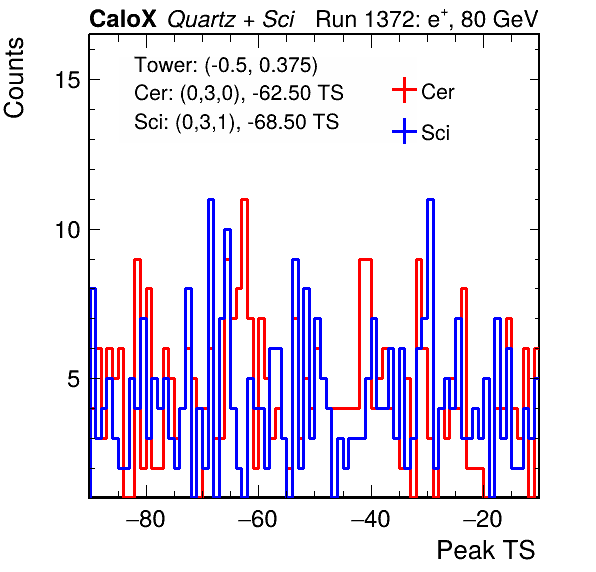 CaloX Quartz + Sci Run 1372: e+, 80 GeV
Counts
Tower: (-0.5, 0.375)
Cer: (0,3,0), -62.50 TS
Sci: (0,3,1), -68.50 TS
Cer
Sci
15
10
5
−80 −60 −40 −20
Peak TS